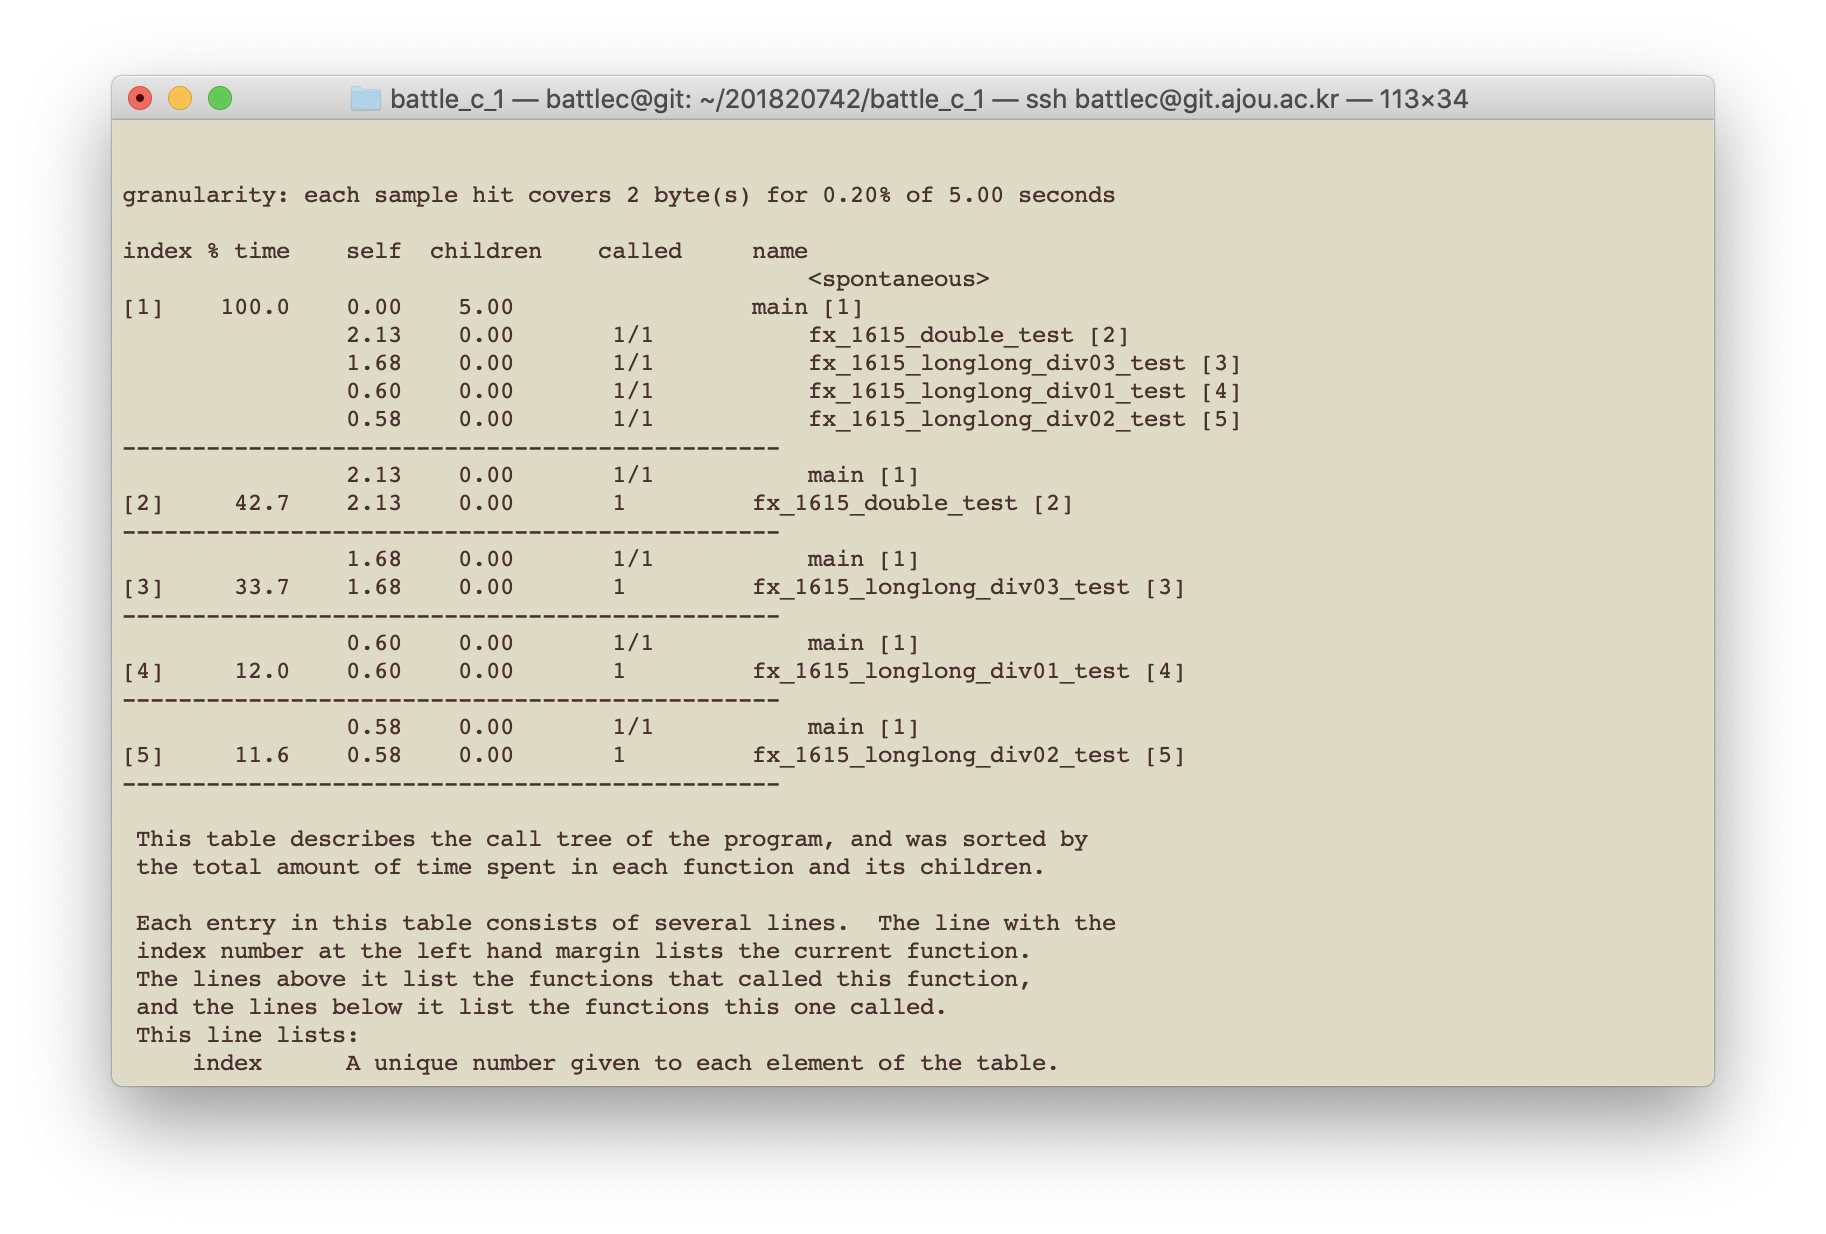 battle_c_1 — battlec@git: ~/201820742/battle_c_1 — ssh battlec@git.ajou.ac.kr — 113×34
granularity: each sample hit covers 2 byte(s) for 0.20% of 5.00 seconds
index % time    self  children    called     name
                                                 <spontaneous>
[1]    100.0    0.00    5.00                 main [1]
                2.13    0.00       1/1           fx_1615_double_test [2]
                1.68    0.00       1/1           fx_1615_longlong_div03_test [3]
                0.60    0.00       1/1           fx_1615_longlong_div01_test [4]
                0.58    0.00       1/1           fx_1615_longlong_div02_test [5]
-----------------------------------------------
                2.13    0.00       1/1           main [1]
[2]     42.7    2.13    0.00       1         fx_1615_double_test [2]
-----------------------------------------------
                1.68    0.00       1/1           main [1]
[3]     33.7    1.68    0.00       1         fx_1615_longlong_div03_test [3]
-----------------------------------------------
                0.60    0.00       1/1           main [1]
[4]     12.0    0.60    0.00       1         fx_1615_longlong_div01_test [4]
-----------------------------------------------
                0.58    0.00       1/1           main [1]
[5]     11.6    0.58    0.00       1         fx_1615_longlong_div02_test [5]
-----------------------------------------------
 This table describes the call tree of the program, and was sorted by
 the total amount of time spent in each function and its children.
 Each entry in this table consists of several lines.  The line with the
 index number at the left hand margin lists the current function.
 The lines above it list the functions that called this function,
 and the lines below it list the functions this one called.
 This line lists:
     index      A unique number given to each element of the table.